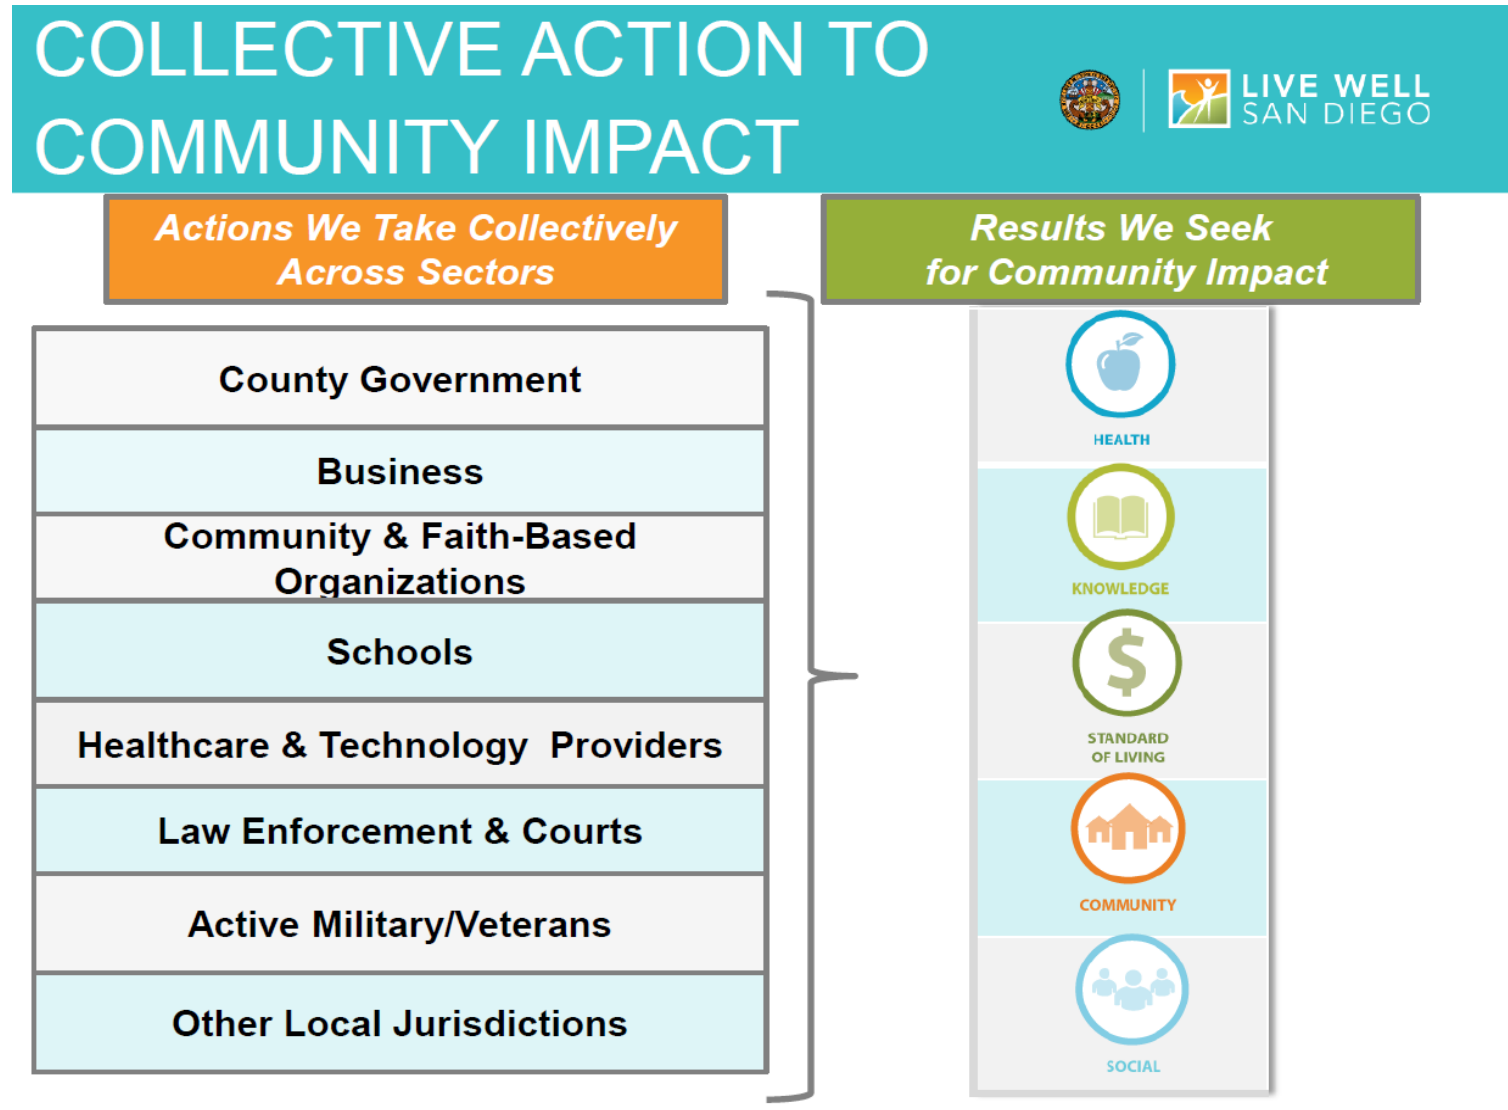 COLLECTIVE ACTION TO
COMMUNITY IMPACT
LIVE WELL
SAN DIEGO
Actions We Take Collectively
Across Sectors
County Government
Business
Community & Faith-Based
Organizations
Schools
Healthcare & Technology Providers
Law Enforcement & Courts
Active Military/Veterans
Other Local Jurisdictions
Results We Seek
for Community Impact
HEALTH
KNOWLEDGE
$
STANDARD
OF LIVING
COMMUNITY
SOCIAL